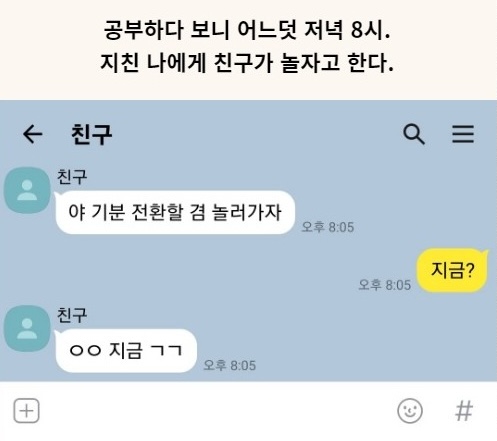 공부하다 보니 어느덧 저녁 8시.
지친 나에게 친구가 놀자고 한다.
친구
친구
야 기분 전환할 겸 놀러가자
오후 8:05
지금?
오후 8:05
친구
ㅇㅇ 지금 ㄱㄱ
오후 8:05
#